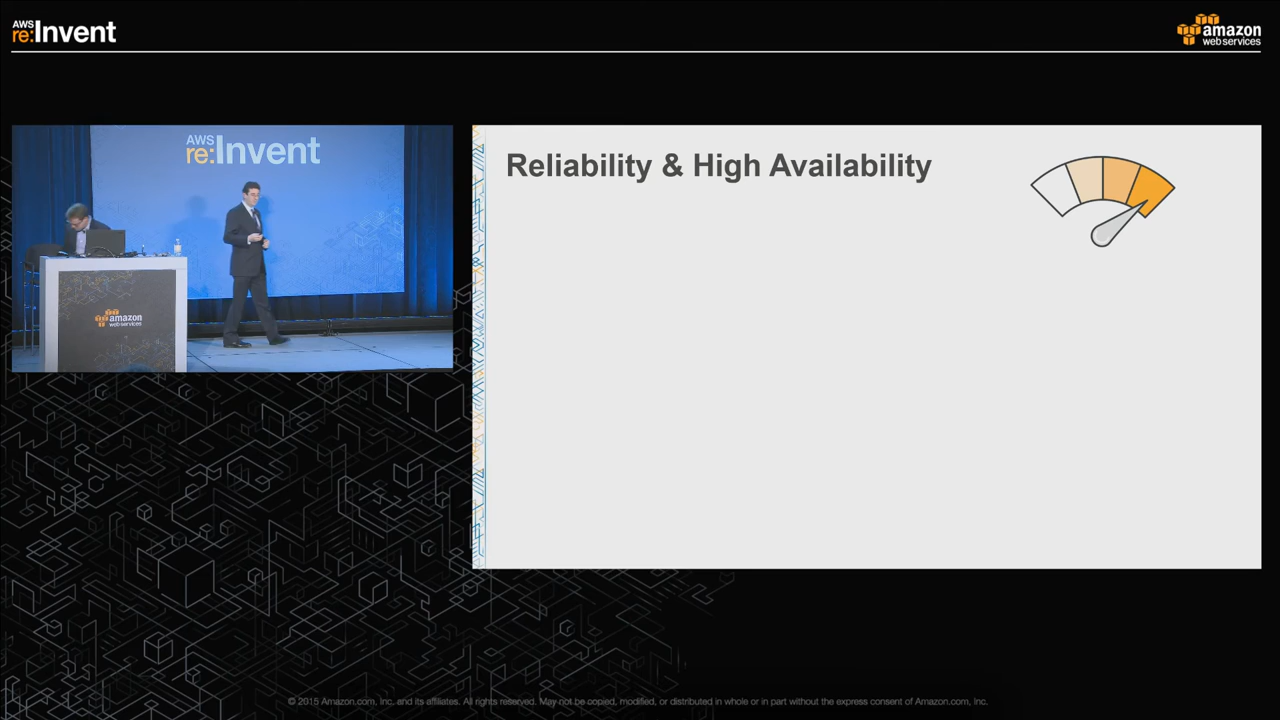 AWS
re:Invent
amazon
web services
AWS
re:Invent
amazon
web services
Reliability & High Availability
© 2015 Amazon.com, Inc. and its affiliates. All rights reserved. May not be copied, modified, or distributed in whole or in part without the express consent of Amazon.com, Inc.